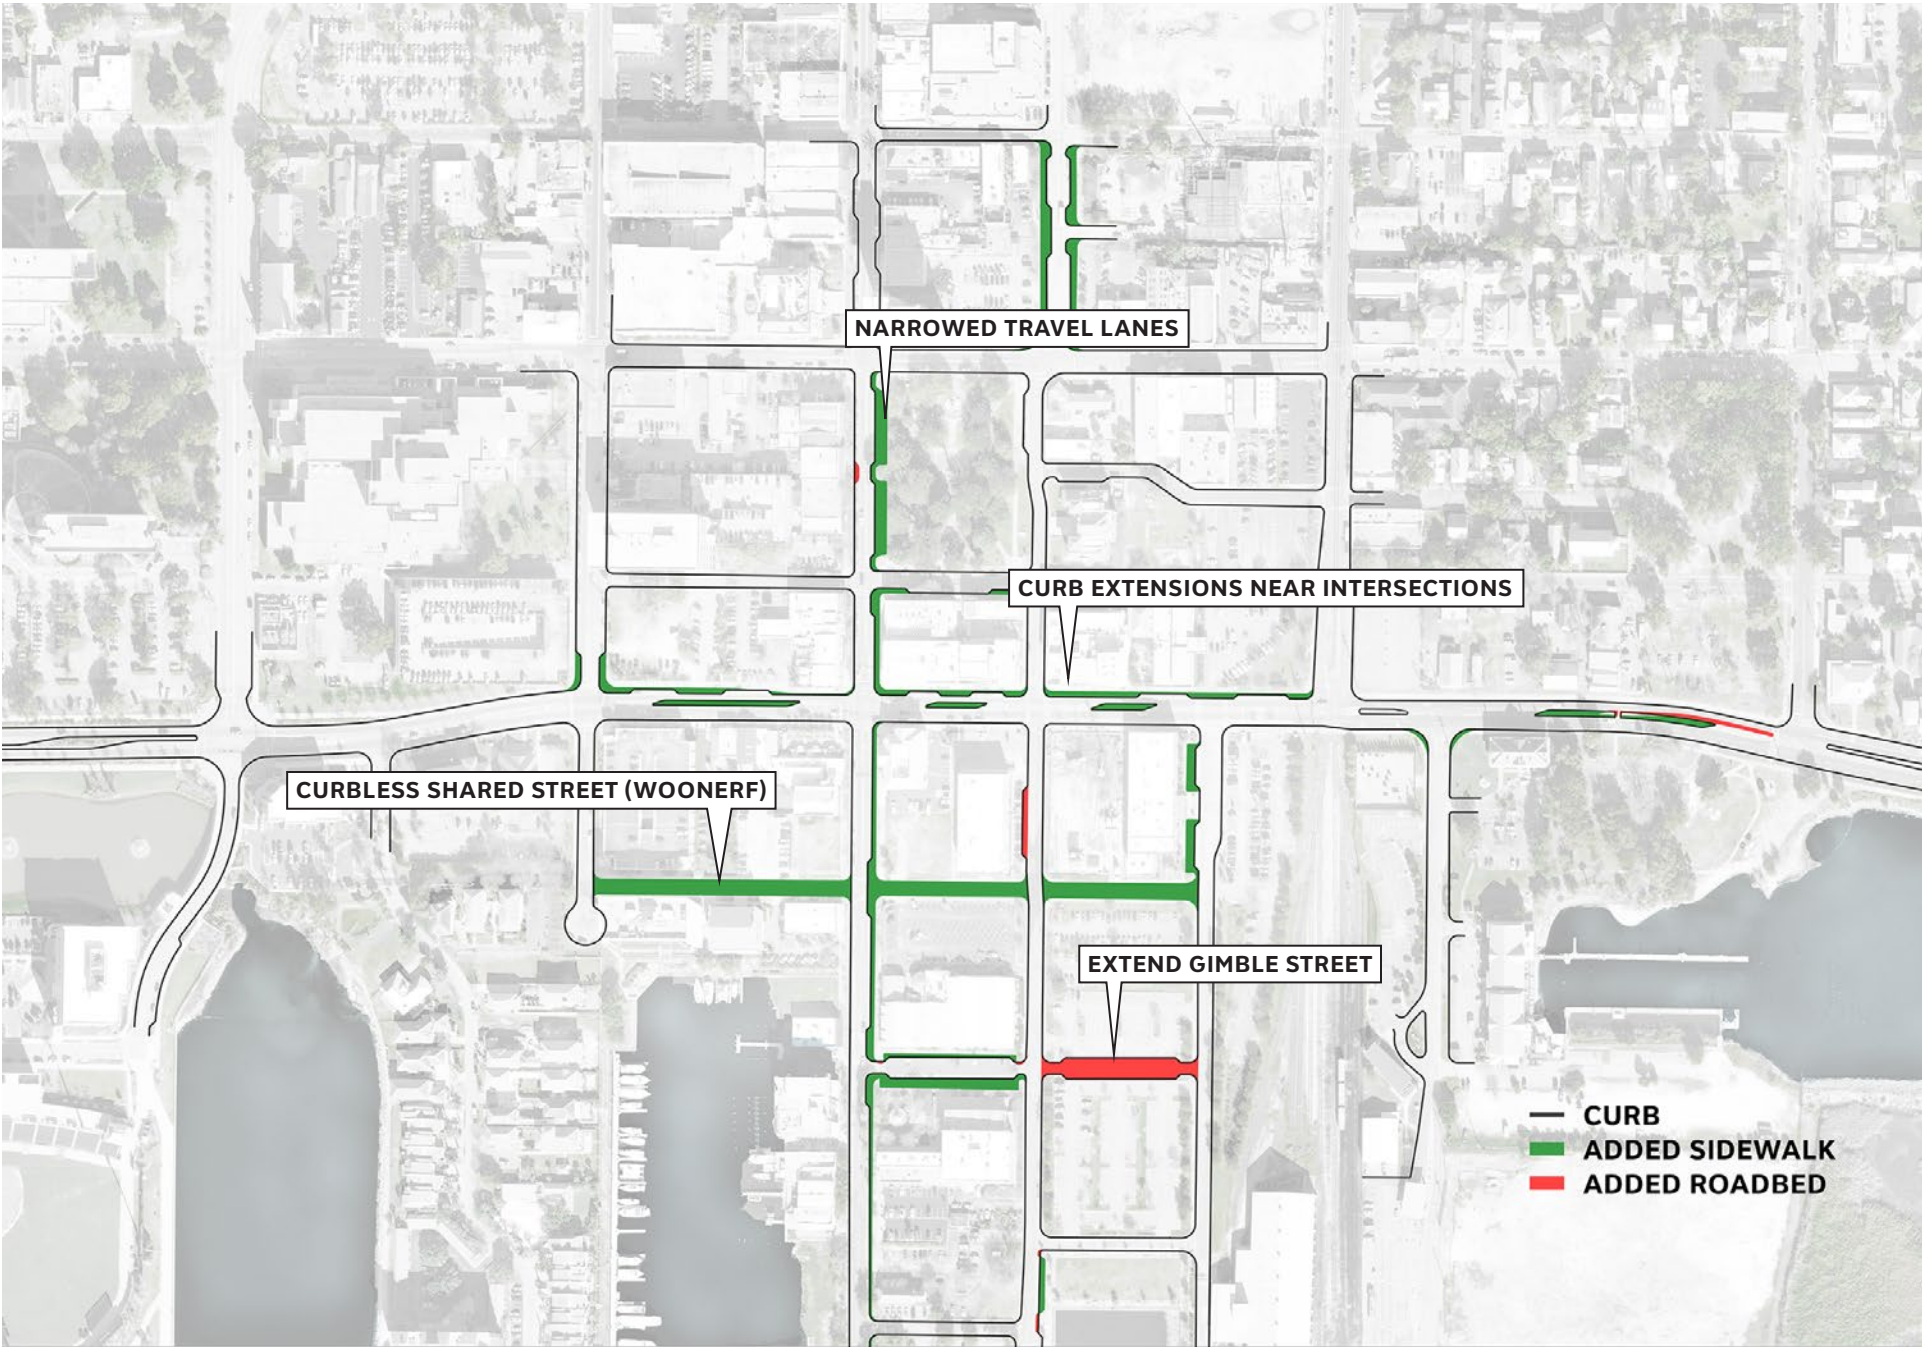 NARROWED TRAVEL LANES
CURB EXTENSIONS NEAR INTERSECTIONS
CURBLESS SHARED STREET (WOONERF)
EXTEND GIMBLE STREET
CURB
ADDED SIDEWALK
ADDED ROADBED